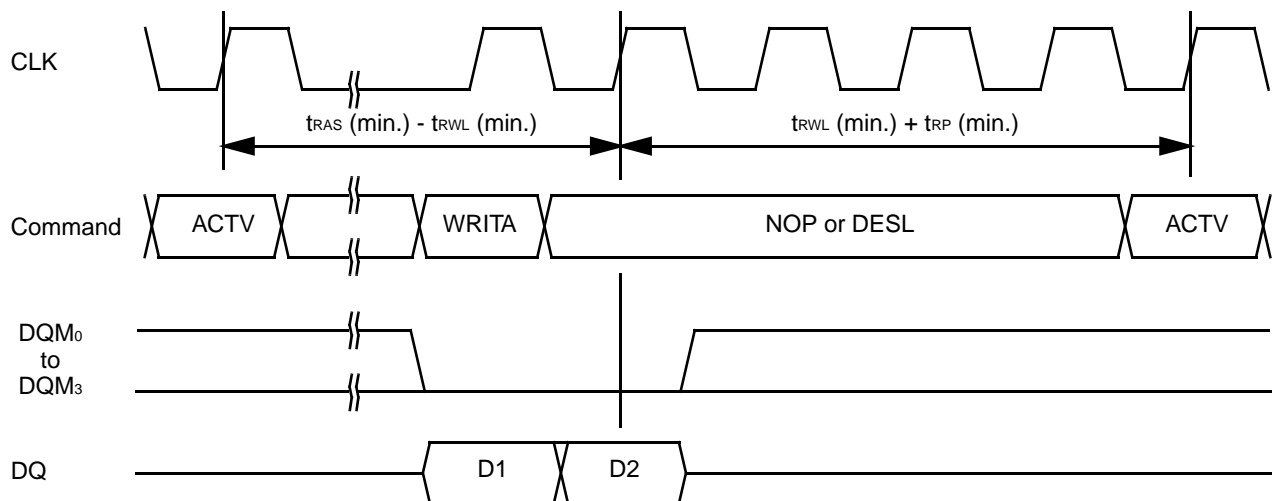 CLK
tRAS (min.) - tRWL (min.)
tRWL (min.) + tRP (min.)
Command
ACTV
WRITA
NOP or DESL
ACTV
DQM0
to
DQM3
DQ
D1
D2